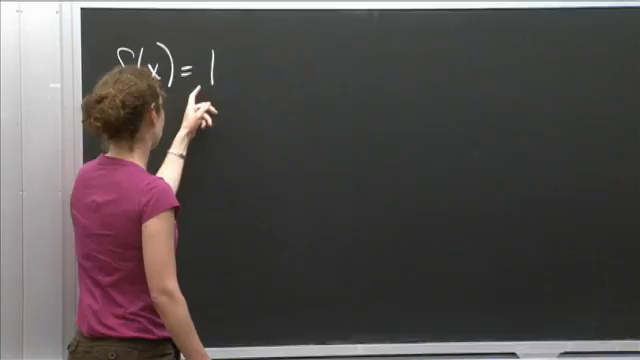 f(x) = 1